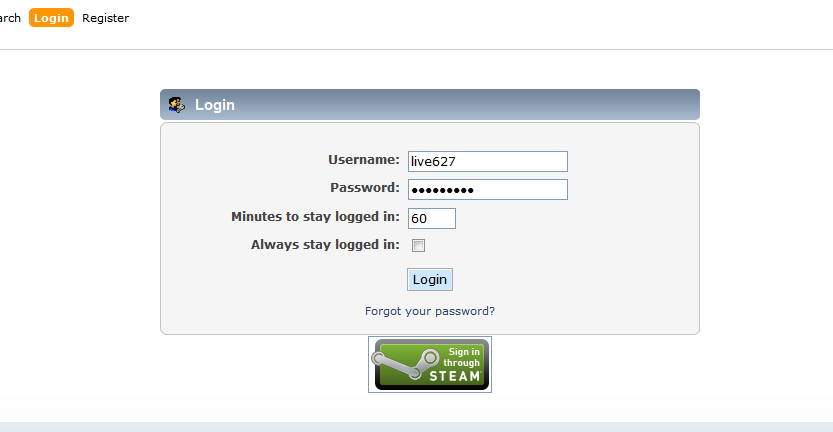 arch Login Register
Login
Username: live627
Password: •••••••••
Minutes to stay logged in: 60
Always stay logged in:
Login
Forgot your password?
Sign in
through
STEAM